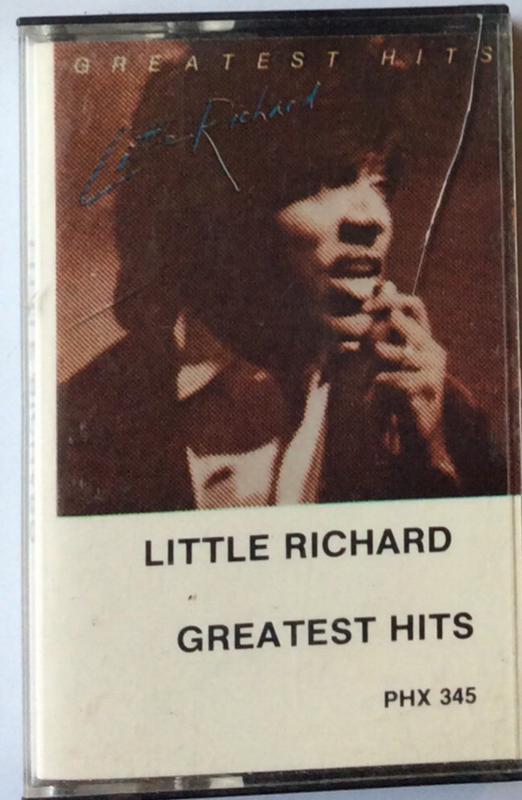 GREATEST HITS
Little Richard
LITTLE RICHARD
GREATEST HITS
PHX 345